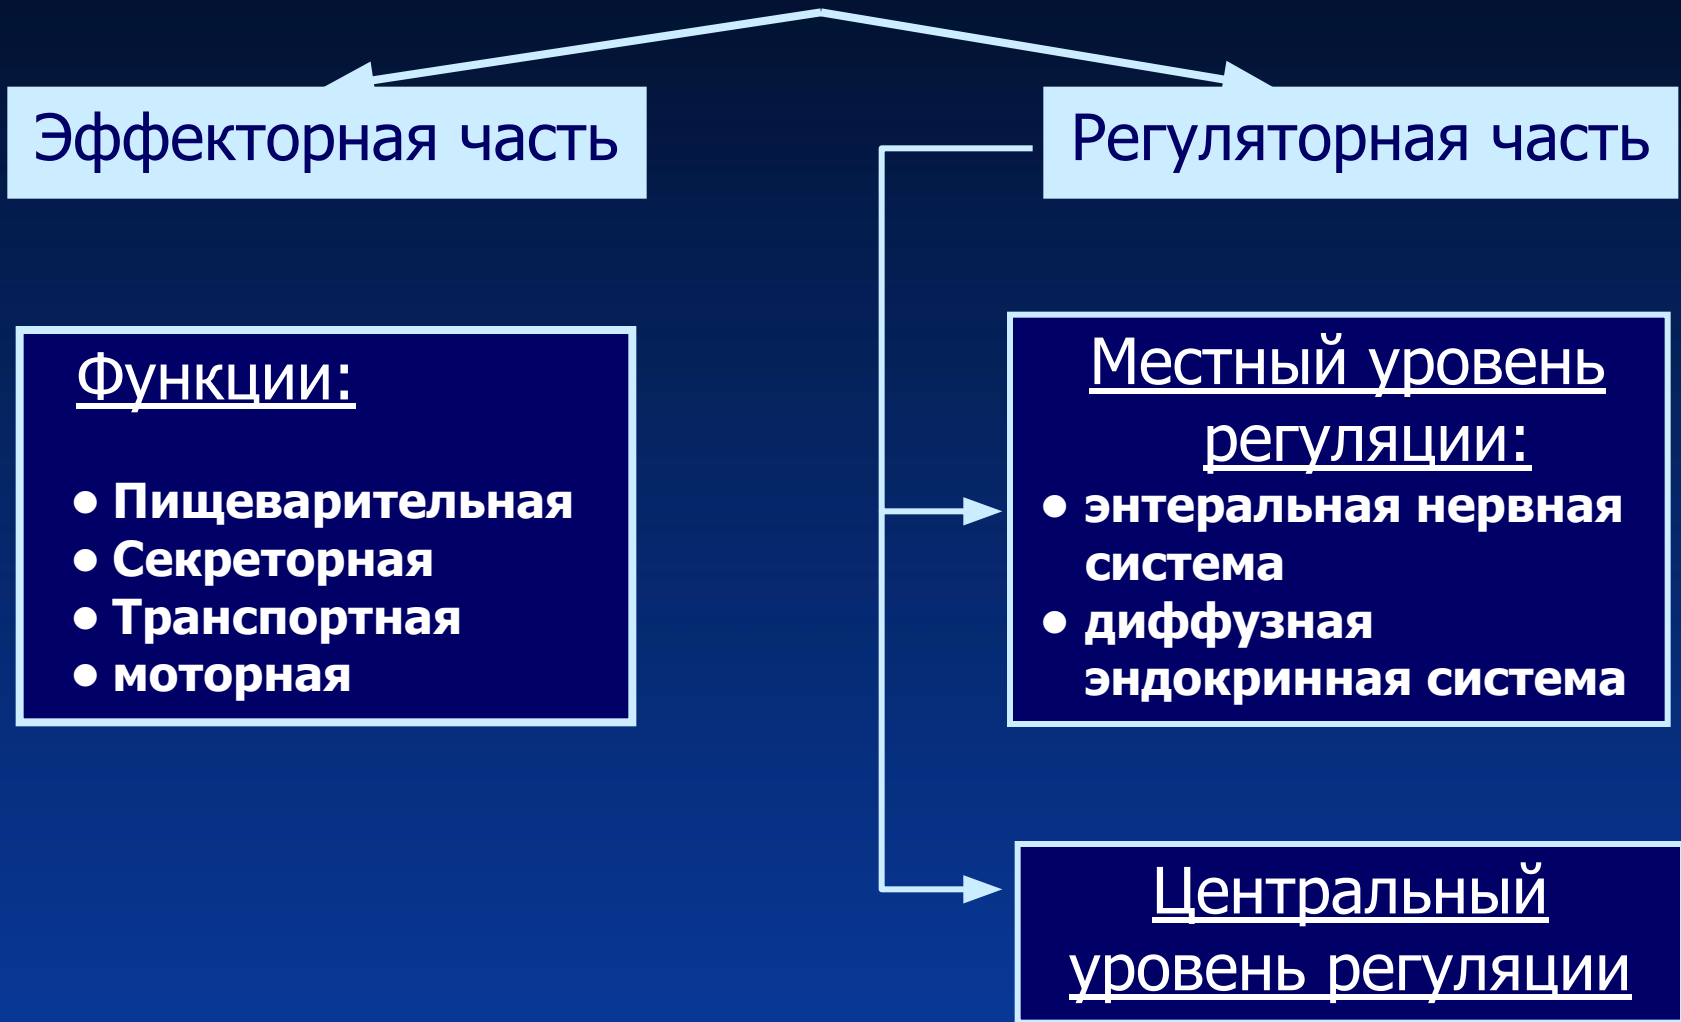 Эффекторная часть
Регуляторная часть
Функции:
• Пищеварительная
• Секреторная
• Транспортная
• моторная
Местный уровень
регуляции:
• энтеральная нервная
система
• диффузная
эндокринная система
Центральный
уровень регуляции